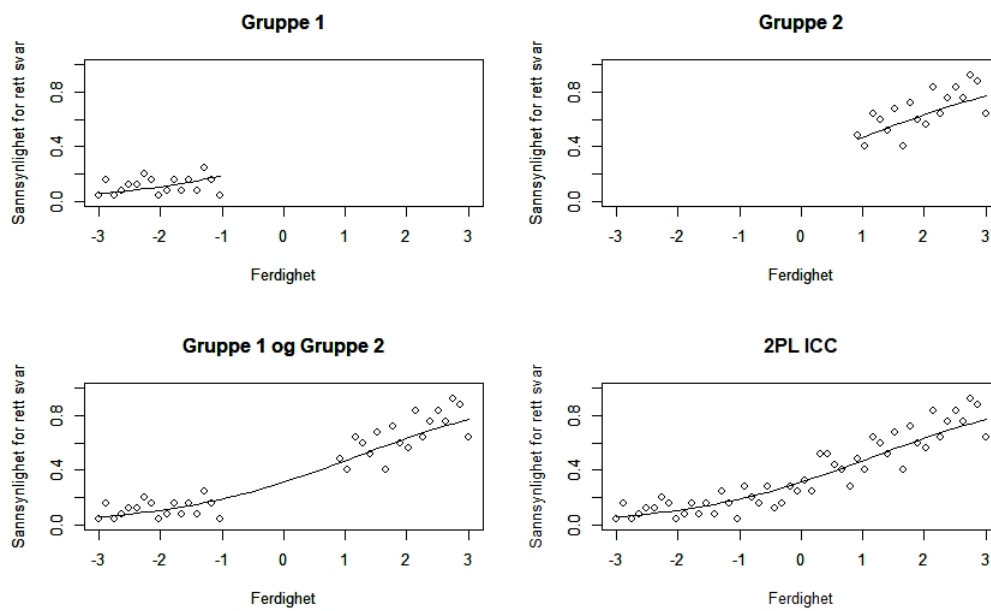 Gruppe 1
Sannsynlighet for rett svar
0.0 0.4 0.8
-3 -2 -1 0 1 2 3
Ferdighet
Gruppe 2
Sannsynlighet for rett svar
0.0 0.4 0.8
-3 -2 -1 0 1 2 3
Ferdighet
Gruppe 1 og Gruppe 2
Sannsynlighet for rett svar
0.0 0.4 0.8
-3 -2 -1 0 1 2 3
Ferdighet
2PL ICC
Sannsynlighet for rett svar
0.0 0.4 0.8
-3 -2 -1 0 1 2 3
Ferdighet